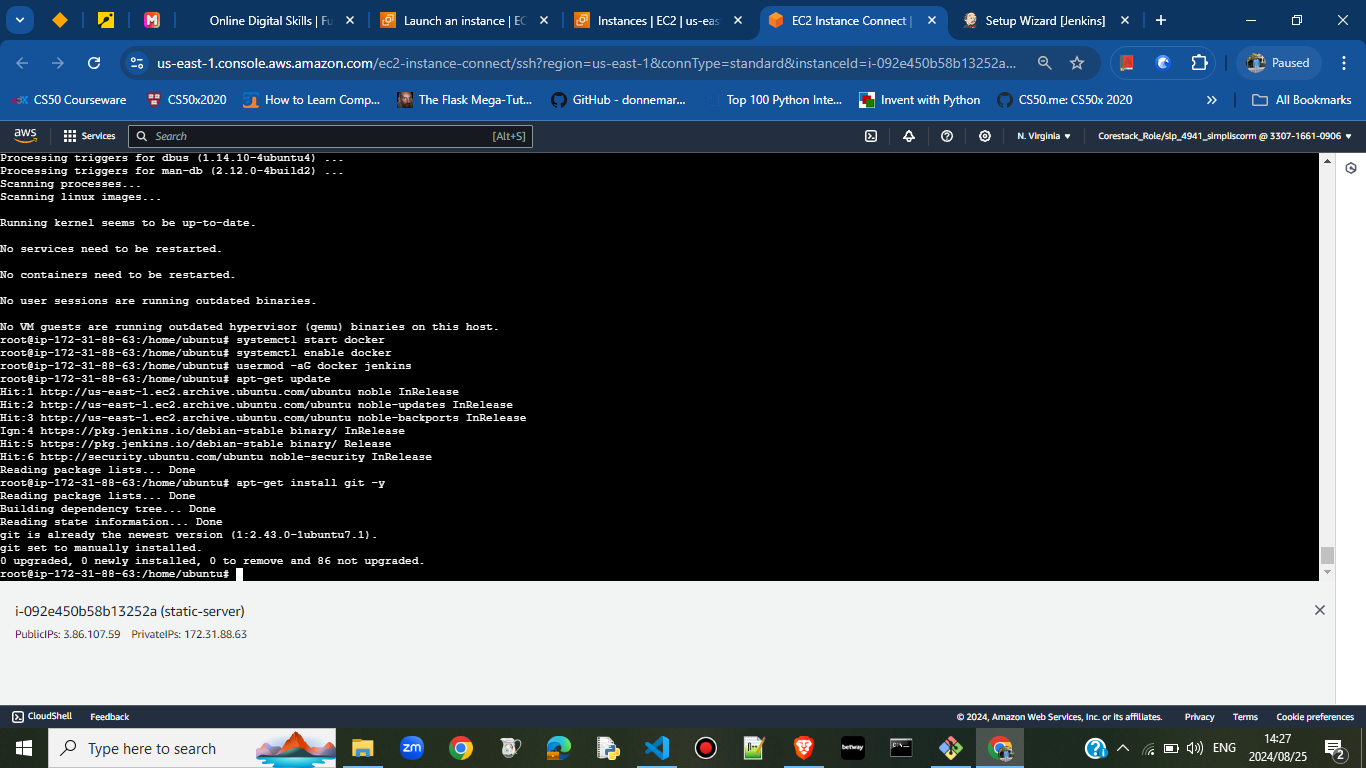 Online Digital Skills | Fu
Launch an instance | EC
Instances | EC2 | us-eas
EC2 Instance Connect |
Setup Wizard [Jenkins]
us-east-1.console.aws.amazon.com/ec2-instance-connect/ssh?region=us-east-1&connType=standard&instanceId=i-092e450b58b13252a...
Paused
CS50 Courseware
CS50x2020
How to Learn Comp...
The Flask Mega-Tut...
GitHub - donnemar...
Top 100 Python Inte...
Invent with Python
CS50.me: CS50x 2020
»
All Bookmarks
aws
Services
Search
[Alt+S]
N. Virginia
Corestack_Role/slp_4941_simpliscorm @ 3307-1661-0906
Processing triggers for dbus (1.14.10-4ubuntu4) ...
Processing triggers for man-db (2.12.0-4build2) ...
Scanning processes...
Scanning linux images...
Running kernel seems to be up-to-date.
No services need to be restarted.
No containers need to be restarted.
No user sessions are running outdated binaries.
No VM guests are running outdated hypervisor (qemu) binaries on this host.
root@ip-172-31-88-63:/home/ubuntu# systemctl start docker
root@ip-172-31-88-63:/home/ubuntu# systemctl enable docker
root@ip-172-31-88-63:/home/ubuntu# usermod -aG docker jenkins
root@ip-172-31-88-63:/home/ubuntu# apt-get update
Hit:1 http://us-east-1.ec2.archive.ubuntu.com/ubuntu noble InRelease
Hit:2 http://us-east-1.ec2.archive.ubuntu.com/ubuntu noble-updates InRelease
Hit:3 http://us-east-1.ec2.archive.ubuntu.com/ubuntu noble-backports InRelease
Ign:4 https://pkg.jenkins.io/debian-stable binary/ InRelease
Hit:5 https://pkg.jenkins.io/debian-stable binary/ Release
Hit:6 http://security.ubuntu.com/ubuntu noble-security InRelease
Reading package lists... Done
root@ip-172-31-88-63:/home/ubuntu# apt-get install git -y
Reading package lists... Done
Building dependency tree... Done
Reading state information... Done
git is already the newest version (1:2.43.0-1ubuntu7.1).
git set to manually installed.
0 upgraded, 0 newly installed, 0 to remove and 86 not upgraded.
root@ip-172-31-88-63:/home/ubuntu#
i-092e450b58b13252a (static-server)
PublicIPs: 3.86.107.59 PrivateIPs: 172.31.88.63
CloudShell
Feedback
© 2024, Amazon Web Services, Inc. or its affiliates.
Privacy
Terms
Cookie preferences
Type here to search
zm
betway
ENG
14:27
2024/08/25
2